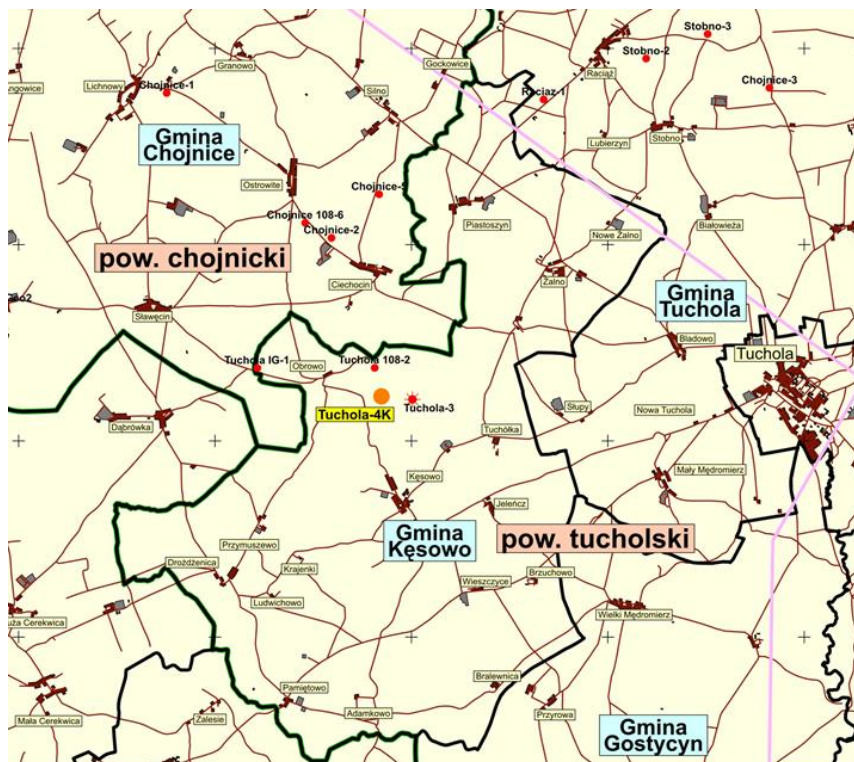 Stobno-3
Granowo
Stobno-2
Raciąż
Gockowice
Lichnowy
Chojnice-1
Silno
Chojnice-3
Raciaz-1
Gmina
Chojnice
Lubierzyn
Stobno
Ostrowite
Chojnice-5
Chojnice 108-6
Piastoszyn
Białowieża
Chojnice-2
Nowe Żalno
pow. chojnicki
Ciechocin
Żalno
Gmina
Tuchola
Sławęcin
Bladowo
Tuchola
Tuchola IG-1
Obrowo
Tuchola 108-2
Tuchola-4K
Tuchola-3
Słupy
Nowa Tuchola
Dąbrówka
Tuchółka
Mały Mędromierz
Kęsowo
Jeleńcz
Gmina
Kęsowo
pow. tucholski
Przymuszewo
Drożdżenica
Krajenki
Wieszczyce
Brzuchowo
Ludwichowo
Wielki Mędromierz
Bralewnica
Pamiętowo
Mała Cerekwica
Zalesie
Adamkowo
Przyrowa
Gmina
Gostycyn